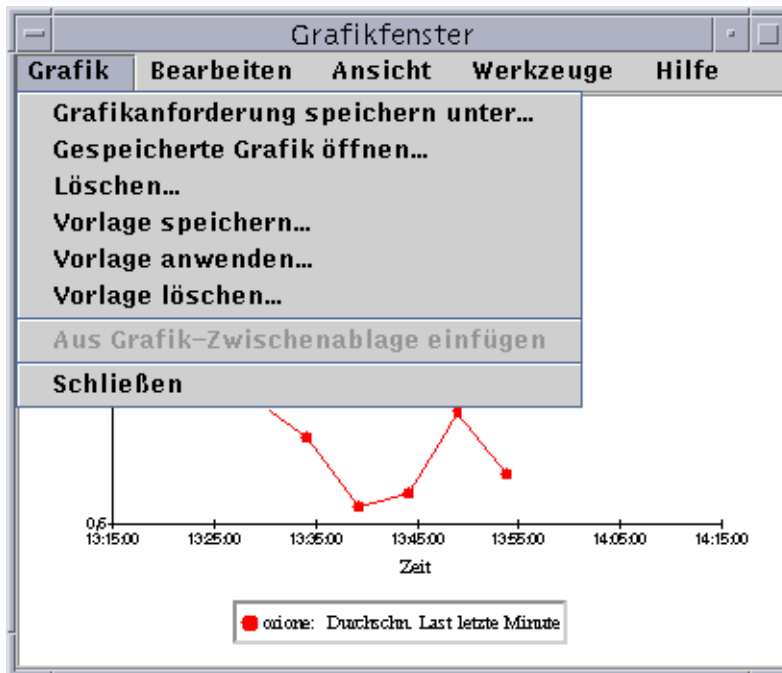 Grafikfenster
Grafik Bearbeiten Ansicht Werkzeuge Hilfe
Grafikanforderung speichern unter...
Gespeicherte Grafik öffnen...
Löschen...
Vorlage speichern...
Vorlage anwenden...
Vorlage löschen...
Aus Grafik-Zwischenablage einfügen
Schließen
0,5
13:15:00 13:25:00 13:35:00 13:45:00 13:55:00 14:05:00 14:15:00
Zeit
orione: Durchschn. Last letzte Minute